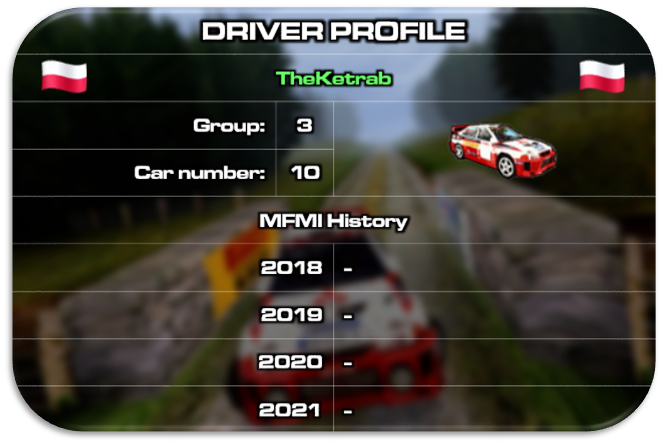 DRIVER PROFILE
TheKetrab
Group: 3
Car number: 10
MFMI History
2018 -
2019 -
2020 -
2021 -